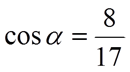 cos α = 8/17